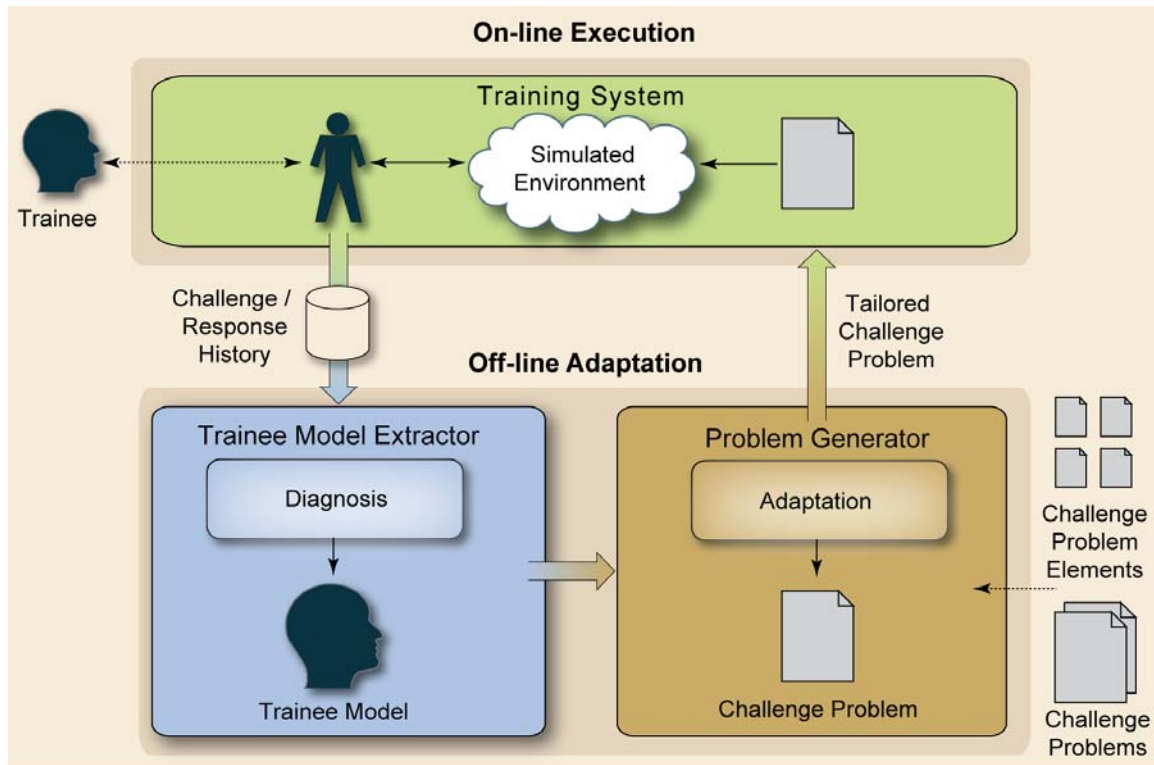 On-line Execution
Training System
Simulated
Environment
Trainee
Challenge /
Response
History
Tailored
Challenge
Problem
Off-line Adaptation
Trainee Model Extractor
Diagnosis
Trainee Model
Problem Generator
Adaptation
Challenge Problem
Challenge
Problem
Elements
Challenge
Problems